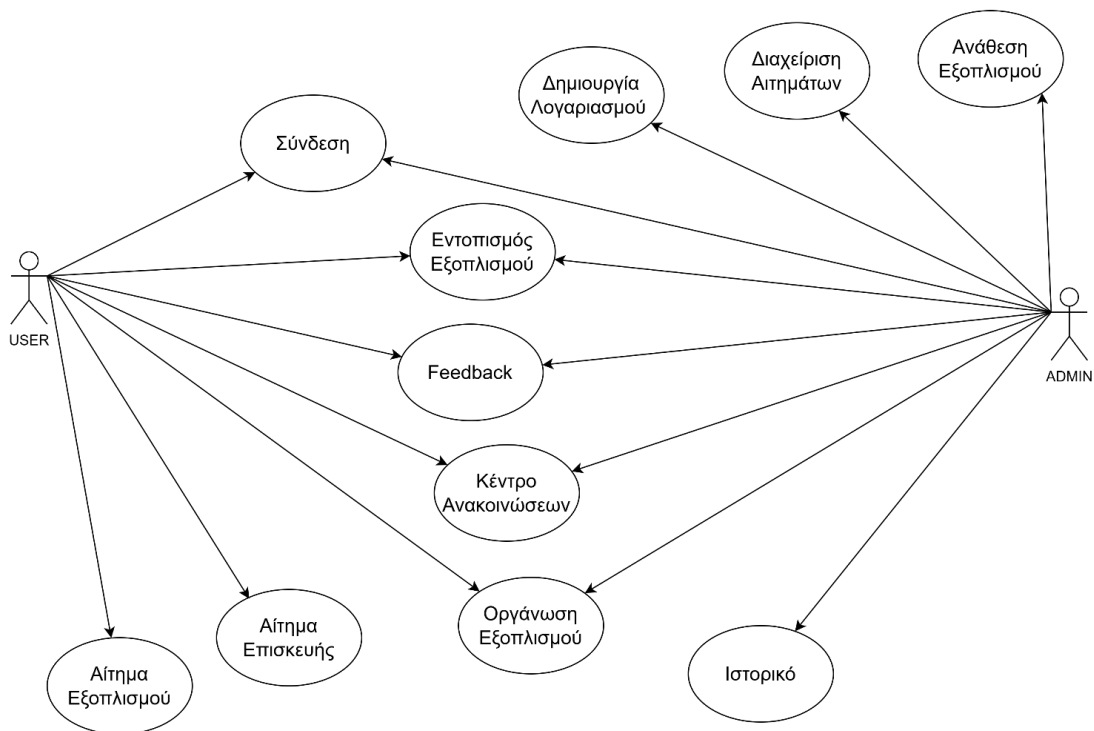 Ανάθεση
Εξοπλισμού
Διαχείριση
Αιτημάτων
Δημιουργία
Λογαριασμού
Σύνδεση
Εντοπισμός
Εξοπλισμού
USER
ADMIN
Feedback
Κέντρο
Ανακοινώσεων
Οργάνωση
Εξοπλισμού
Αίτημα
Επισκευής
Αίτημα
Εξοπλισμού
Ιστορικό